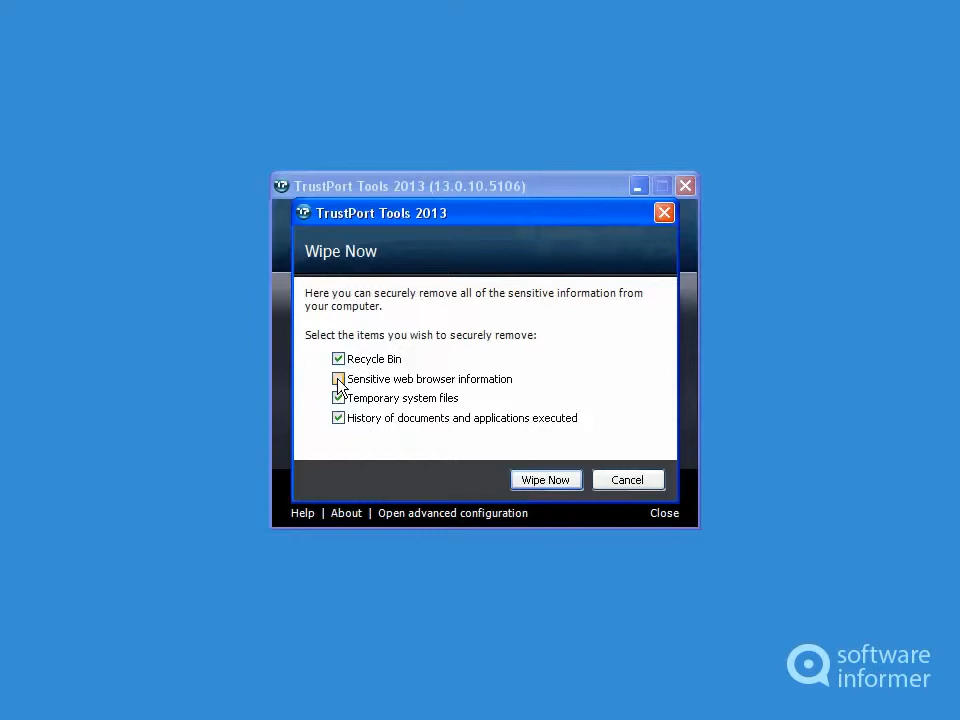 TrustPort Tools 2013 (13.0.10.5106)
TrustPort Tools 2013
Wipe Now
Here you can securely remove all of the sensitive information from
your computer.
Select the items you wish to securely remove:
Recycle Bin
Sensitive web browser information
Temporary system files
History of documents and applications executed
Wipe Now Cancel
Help | About | Open advanced configuration Close
software
informer